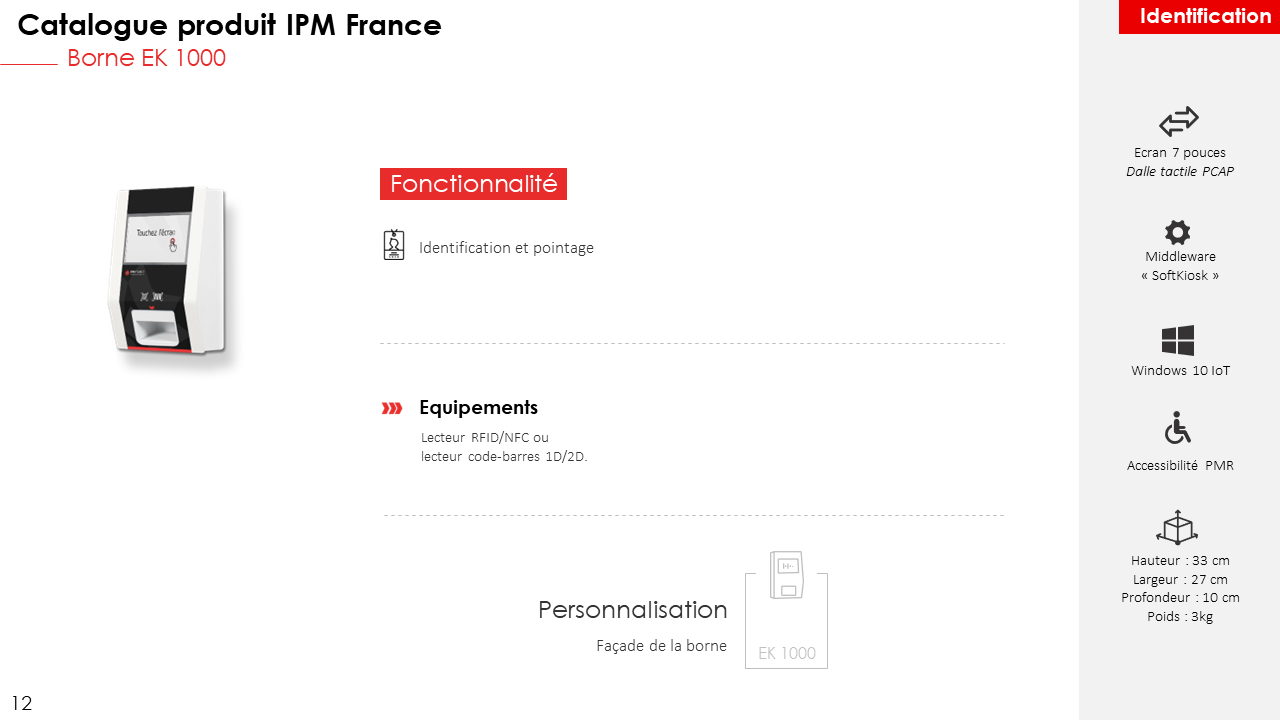 Catalogue produit IPM France
Borne EK 1000
Identification
Touchez l'écran
Fonctionnalité
Identification et pointage
Equipements
Lecteur RFID/NFC ou
lecteur code-barres 1D/2D.
Personnalisation
Façade de la borne
EK 1000
Ecran 7 pouces
Dalle tactile PCAP
Middleware
« SoftKiosk »
Windows 10 IoT
Accessibilité PMR
Hauteur : 33 cm
Largeur : 27 cm
Profondeur : 10 cm
Poids : 3kg
12